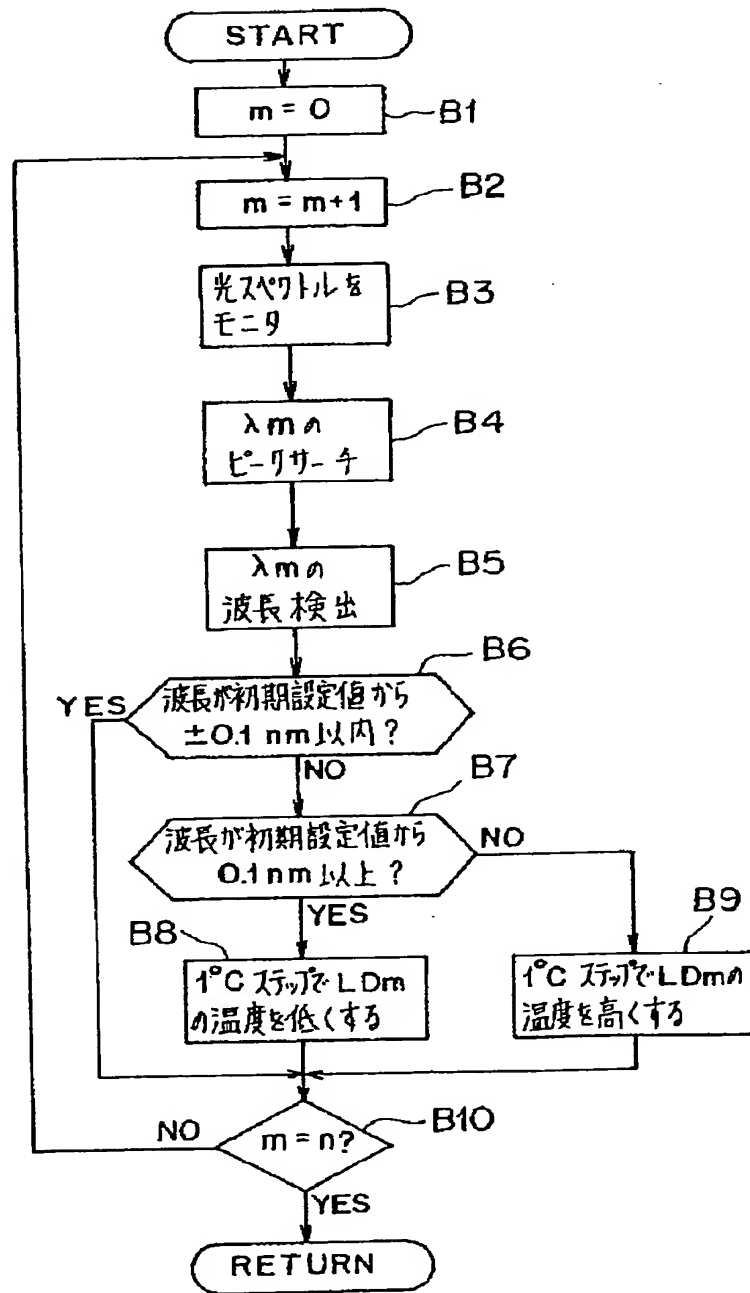 START
m = 0
B1
m = m+1
B2
光スペクトルを
モニタ
B3
λmの
ピークサーチ
B4
λmの
波長検出
B5
B6
YES
波長が初期設定値から
±0.1 nm以内?
NO
B7
波長が初期設定値から
0.1 nm以上?
NO
YES
B8
1°CステップでLDm
の温度を低くする
B9
1°CステップでLDmの
温度を高くする
NO
m = n?
B10
YES
RETURN